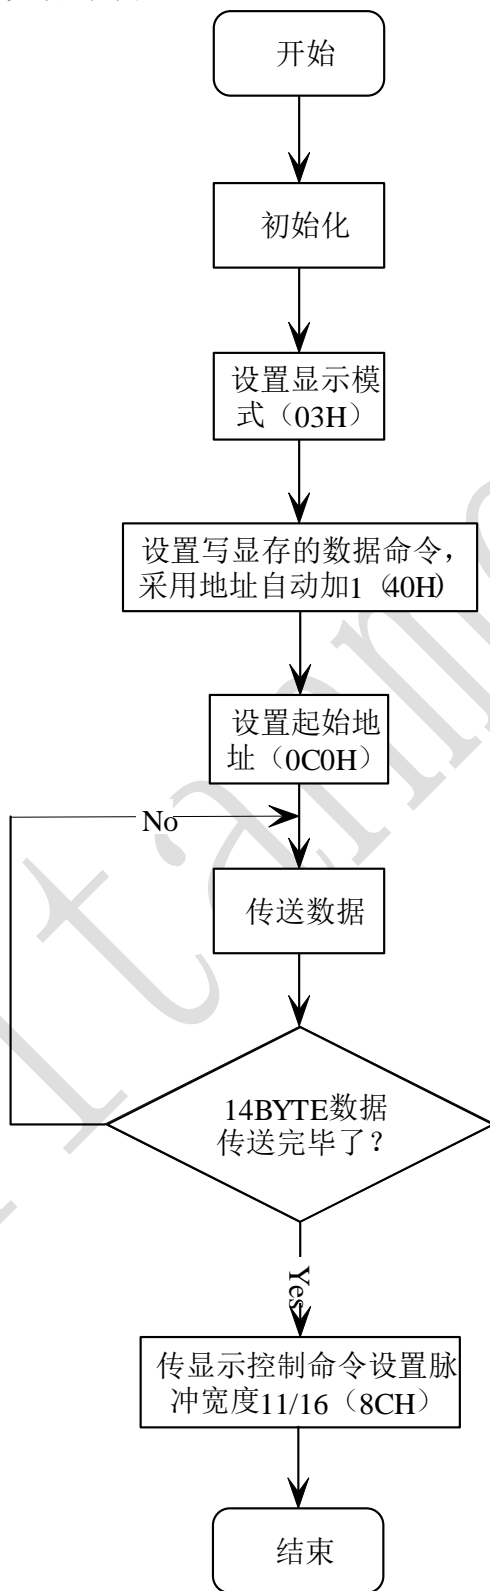 开始
初始化
设置显示模
式（03H）
设置写显存的数据命令，
采用地址自动加1（40H）
设置起始地
址（0C0H）
No
传送数据
14BYTE数据
传送完毕了？
Yes
传显示控制命令设置脉
冲宽度11/16（8CH）
结束